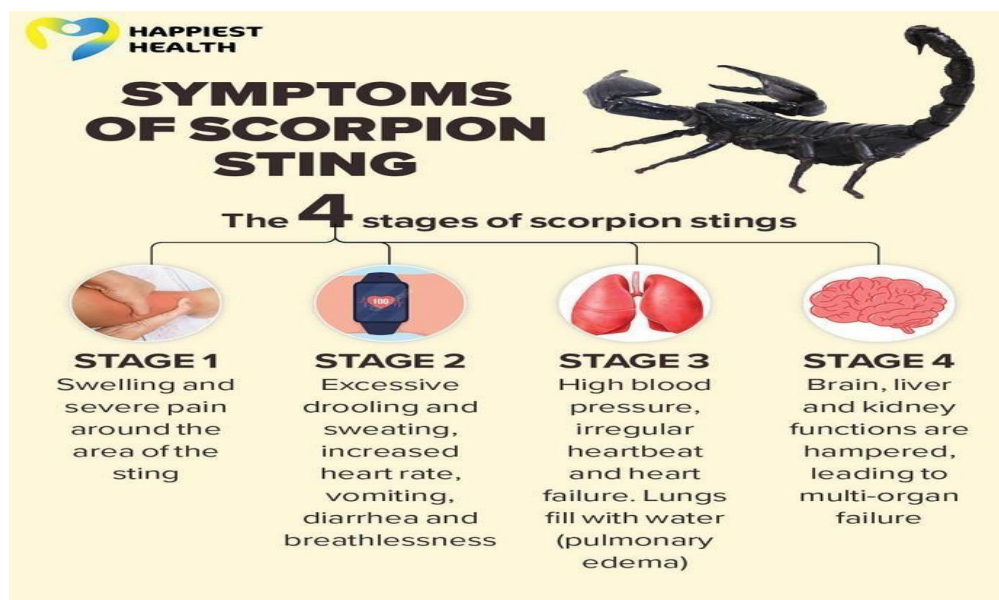 HAPPIEST
HEALTH
SYMPTOMS
OF SCORPION
STING
The 4 stages of scorpion stings
100
STAGE 1
Swelling and
severe pain
around the
area of the
sting
STAGE 2
Excessive
drooling and
sweating,
increased
heart rate,
vomiting,
diarrhea and
breathlessness
STAGE 3
High blood
pressure,
irregular
heartbeat
and heart
failure. Lungs
fill with water
(pulmonary
edema)
STAGE 4
Brain, liver
and kidney
functions are
hampered,
leading to
multi-organ
failure